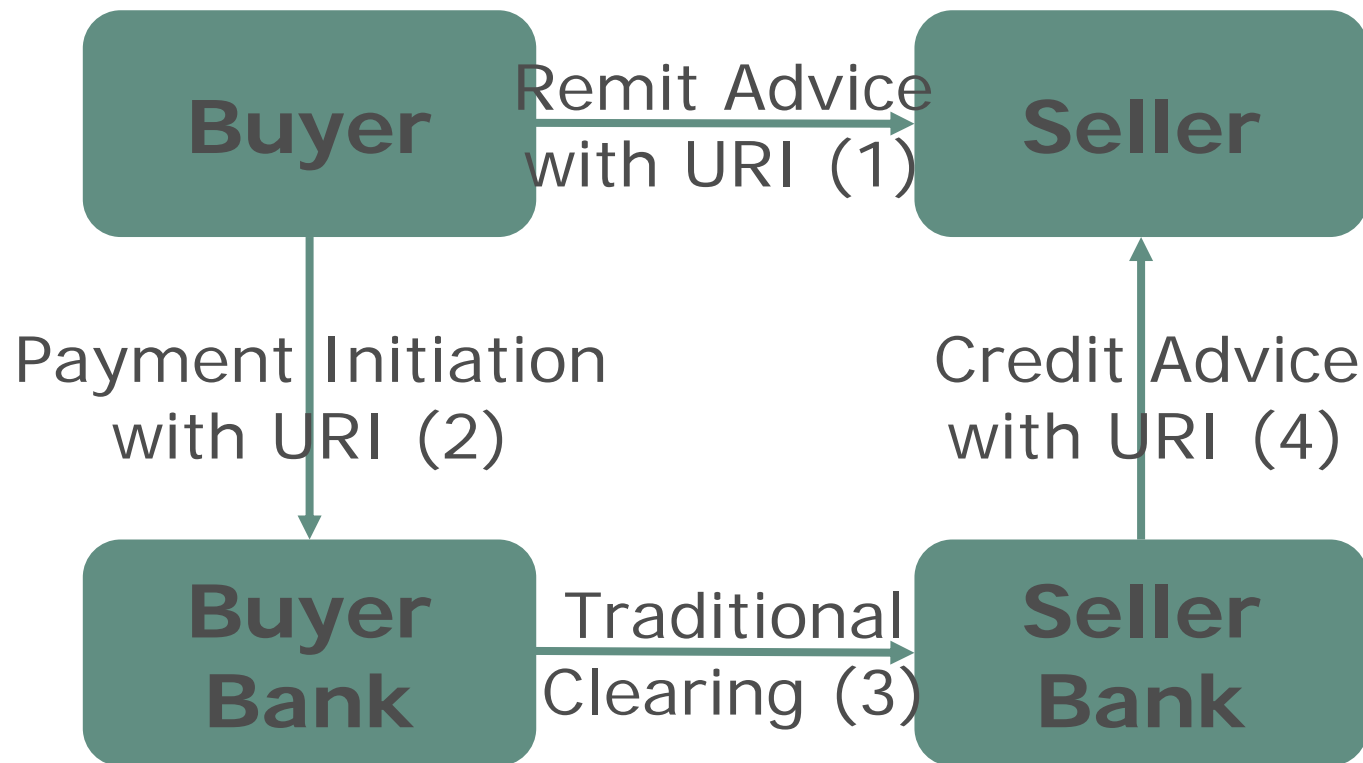 Buyer
Remit Advice
with URI (1)
Seller
Payment Initiation
with URI (2)
Credit Advice
with URI (4)
Buyer
Bank
Traditional
Clearing (3)
Seller
Bank